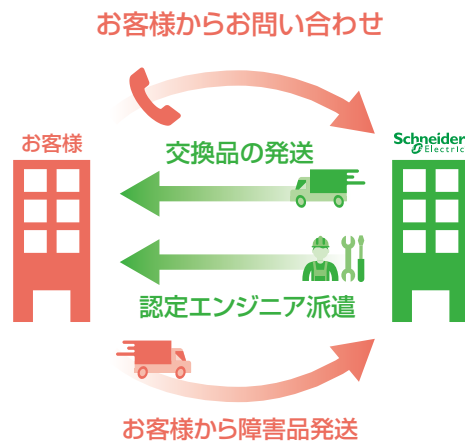 お客様からお問い合わせ
お客様
Schneider
Electric
交換品の発送
認定エンジニア派遣
お客様から障害品発送